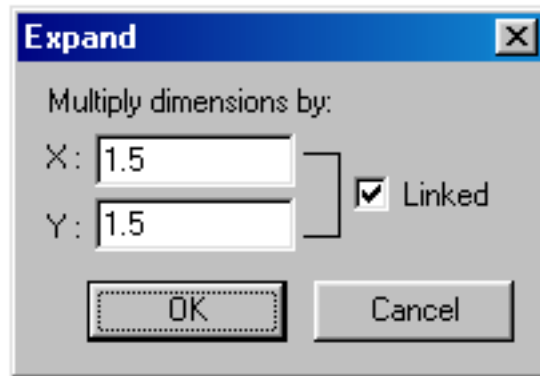 Expand
Multiply dimensions by:
X: 1.5
Y: 1.5
Linked
OK Cancel